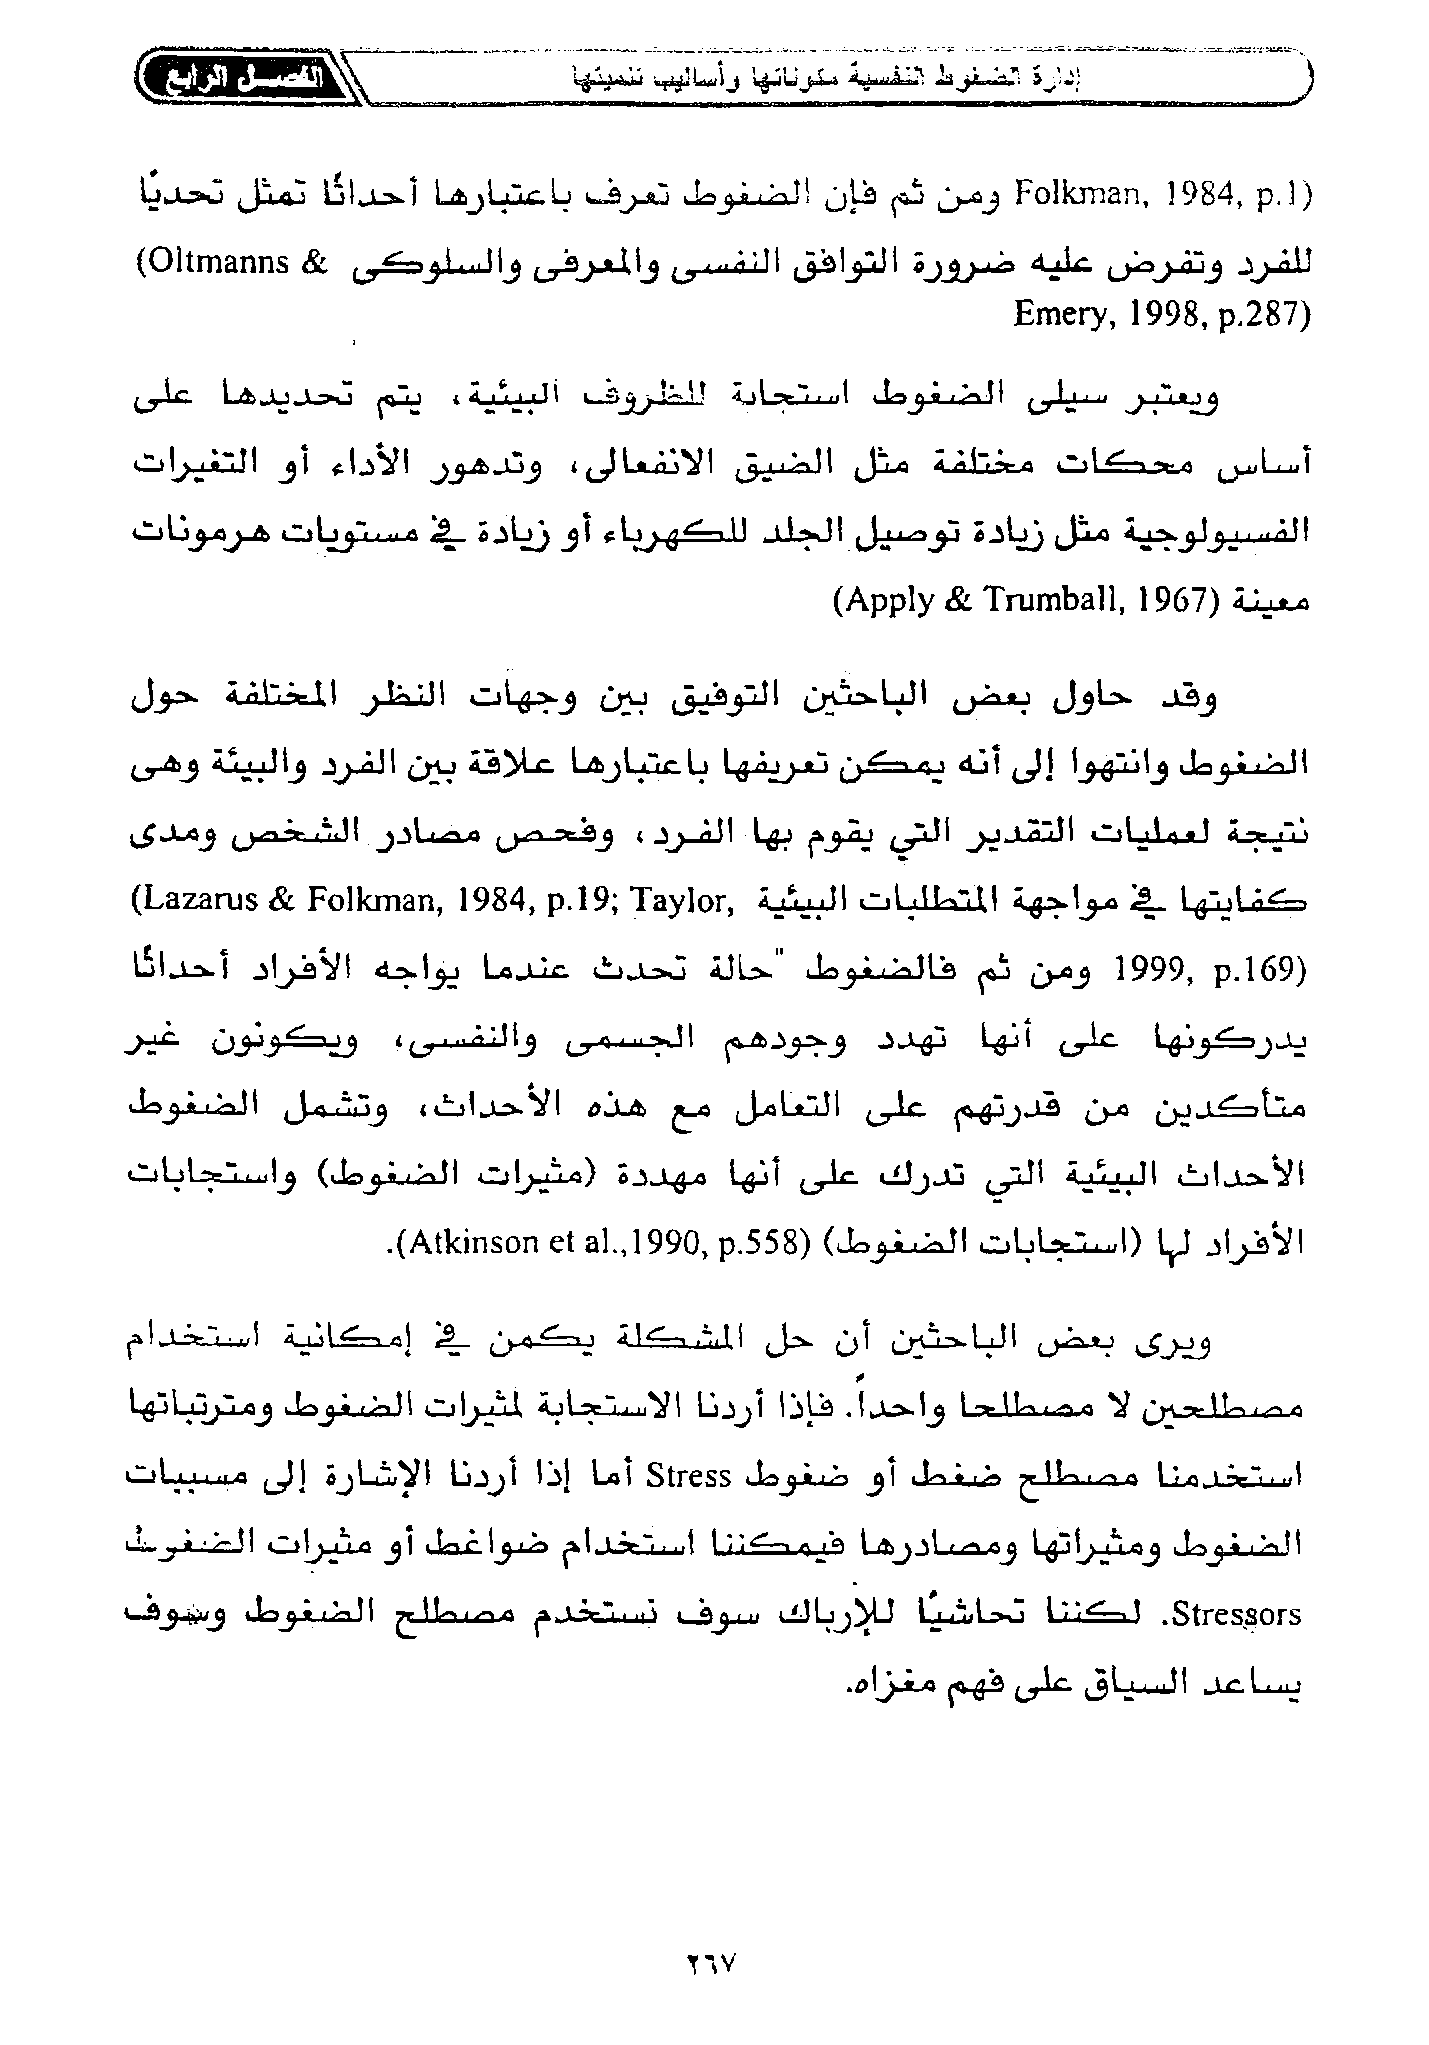 إدارة الضغوط النفسية مكوناتها وأساليب تنميتها
الفصل الرابع
Folkman, 1984, p.1) ومن ثم فإن الضغوط تعرف باعتبارها أحداثًا تمثل تحديًا
للفرد وتفرض عليه ضرورة التوافق النفسى والمعرفى والسلوكى (Oltmanns &
Emery, 1998, p.287)
ويعتبر سيلى الضغوط استجابة للظروف البيئية، يتم تحديدها على
أساس محكات مختلفة مثل الضيق الانفعالى، وتدهور الأداء أو التغيرات
الفسيولوجية مثل زيادة توصيل الجلد للكهرباء أو زيادة في مستويات هرمونات
معينة (Apply & Trumball, 1967)
وقد حاول بعض الباحثين التوفيق بين وجهات النظر المختلفة حول
الضغوط وانتهوا إلى أنه يمكن تعريفها باعتبارها علاقة بين الفرد والبيئة وهى
نتيجة لعمليات التقدير التي يقوم بها الفرد، وفحص مصادر الشخص ومدى
كفايتها في مواجهة المتطلبات البيئية (Lazarus & Folkman, 1984, p.19; Taylor,
1999, p.169) ومن ثم فالضغوط "حالة تحدث عندما يواجه الأفراد أحداثًا
يدركونها على أنها تهدد وجودهم الجسمى والنفسى، ويكونون غير
متأكدين من قدرتهم على التعامل مع هذه الأحداث، وتشمل الضغوط
الأحداث البيئية التي تدرك على أنها مهددة (مثيرات الضغوط) واستجابات
الأفراد لها (استجابات الضغوط) (Atkinson et al.,1990, p.558).
ويرى بعض الباحثين أن حل المشكلة يكمن في إمكانية استخدام
مصطلحين لا مصطلحا واحداً. فإذا أردنا الاستجابة لمثيرات الضغوط ومترتباتها
استخدمنا مصطلح ضغط أو ضغوط Stress أما إذا أردنا الإشارة إلى مسببات
الضغوط ومثيراتها ومصادرها فيمكننا استخدام ضواغط أو مثيرات الضغوط
Stressors. لكننا تحاشيًا للإرباك سوف نستخدم مصطلح الضغوط وسوف
يساعد السياق على فهم مغزاه.
٢٦٧